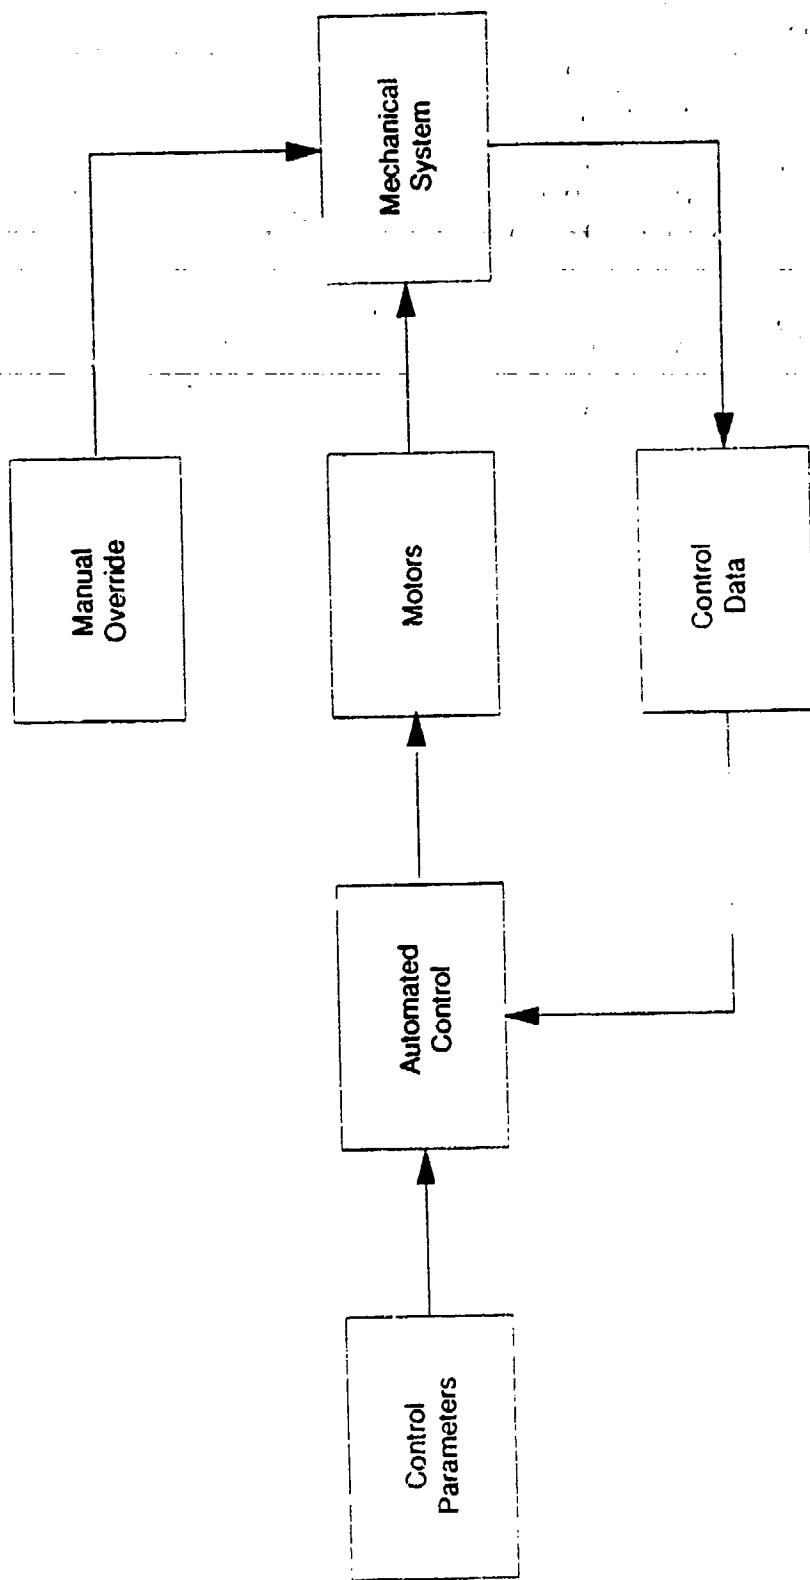 Manual
Override
Control
Parameters
Automated
Control
Motors
Mechanical
System
Control
Data